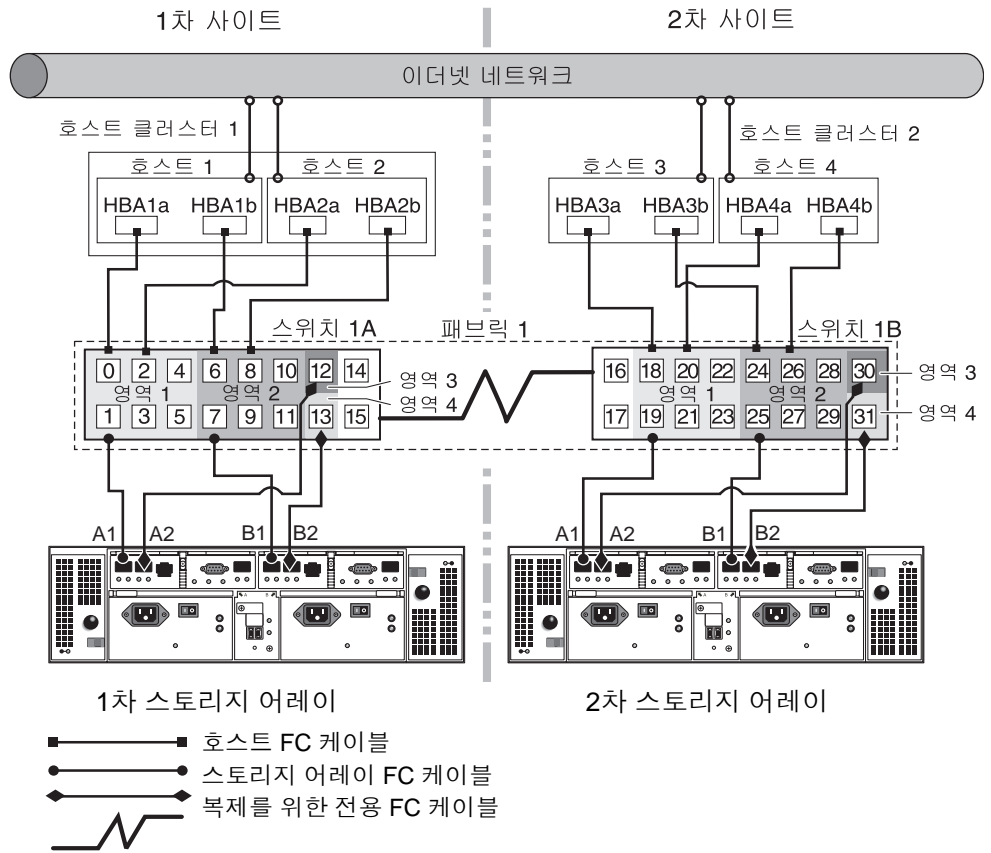 1차 사이트
2차 사이트
이더넷 네트워크
호스트 클러스터 1
호스트 클러스터 2
호스트 1
호스트 2
호스트 3
호스트 4
HBA1a HBA1b HBA2a HBA2b
HBA3a HBA3b HBA4a HBA4b
스위치 1A
패브릭 1
스위치 1B
0 2 4 6 8 10 12 14
16 18 20 22 24 26 28 30
영역 1
영역 2
영역 3
영역 4
영역 1
영역 2
영역 3
영역 4
1 3 5 7 9 11 13 15
17 19 21 23 25 27 29 31
A1 A2 B1 B2
A1 A2 B1 B2
A B
A B
1차 스토리지 어레이
2차 스토리지 어레이
호스트 FC 케이블
스토리지 어레이 FC 케이블
복제를 위한 전용 FC 케이블